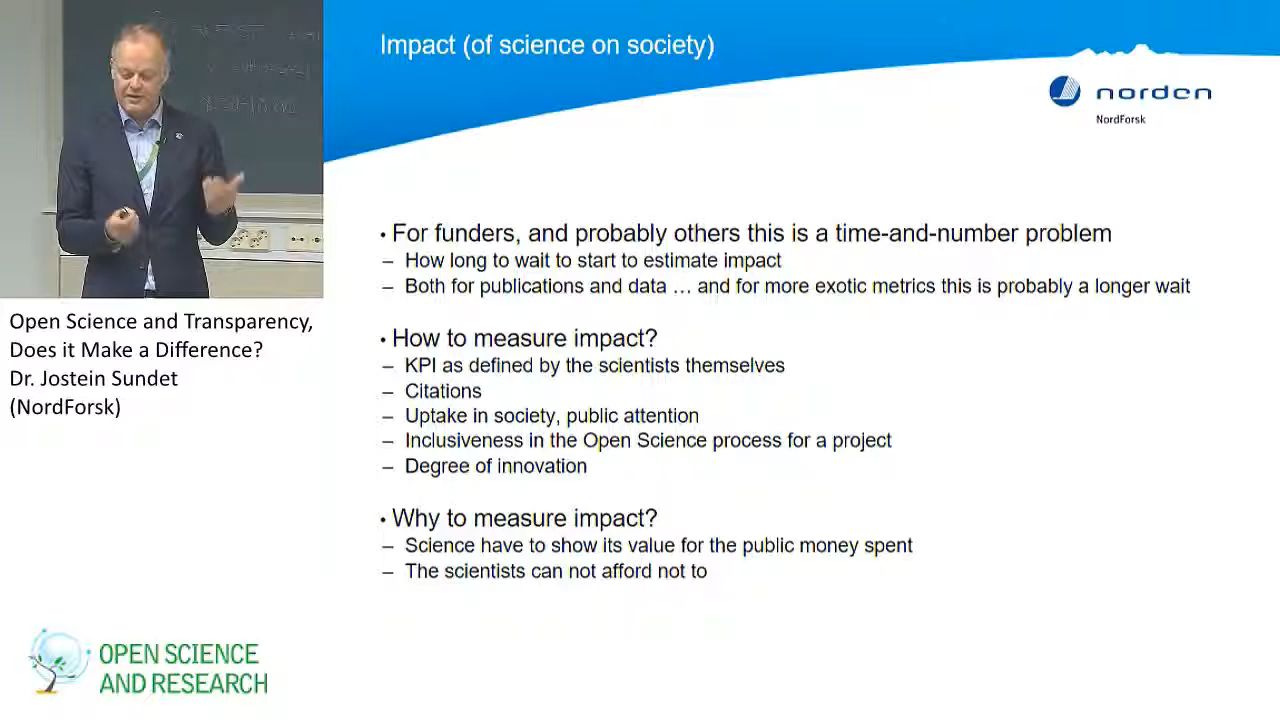 Impact (of science on society)
norden
NordForsk
• For funders, and probably others this is a time-and-number problem
– How long to wait to start to estimate impact
– Both for publications and data … and for more exotic metrics this is probably a longer wait
• How to measure impact?
– KPI as defined by the scientists themselves
– Citations
– Uptake in society, public attention
– Inclusiveness in the Open Science process for a project
– Degree of innovation
• Why to measure impact?
– Science have to show its value for the public money spent
– The scientists can not afford not to
Open Science and Transparency,
Does it Make a Difference?
Dr. Jostein Sundet
(NordForsk)
OPEN SCIENCE
AND RESEARCH